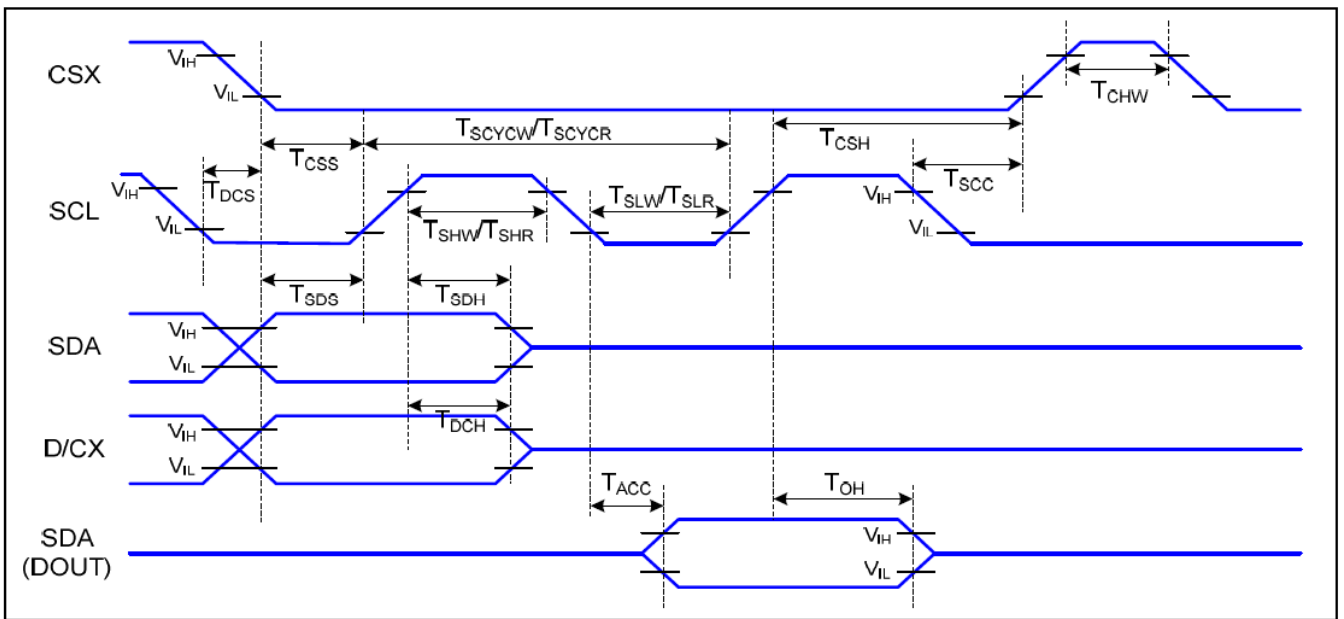 CSX
VIH
VIL
TCHW
TSCYCW/TSCYCR
TCSS
TCSH
TDCS
TSCC
SCL
VIH
VIL
TSHW/TSHR
TSLW/TSLR
VIH
VIL
TSDS
TSDH
SDA
VIH
VIL
D/CX
VIH
VIL
TDCH
TACC
TOH
SDA
(DOUT)
VIH
VIL